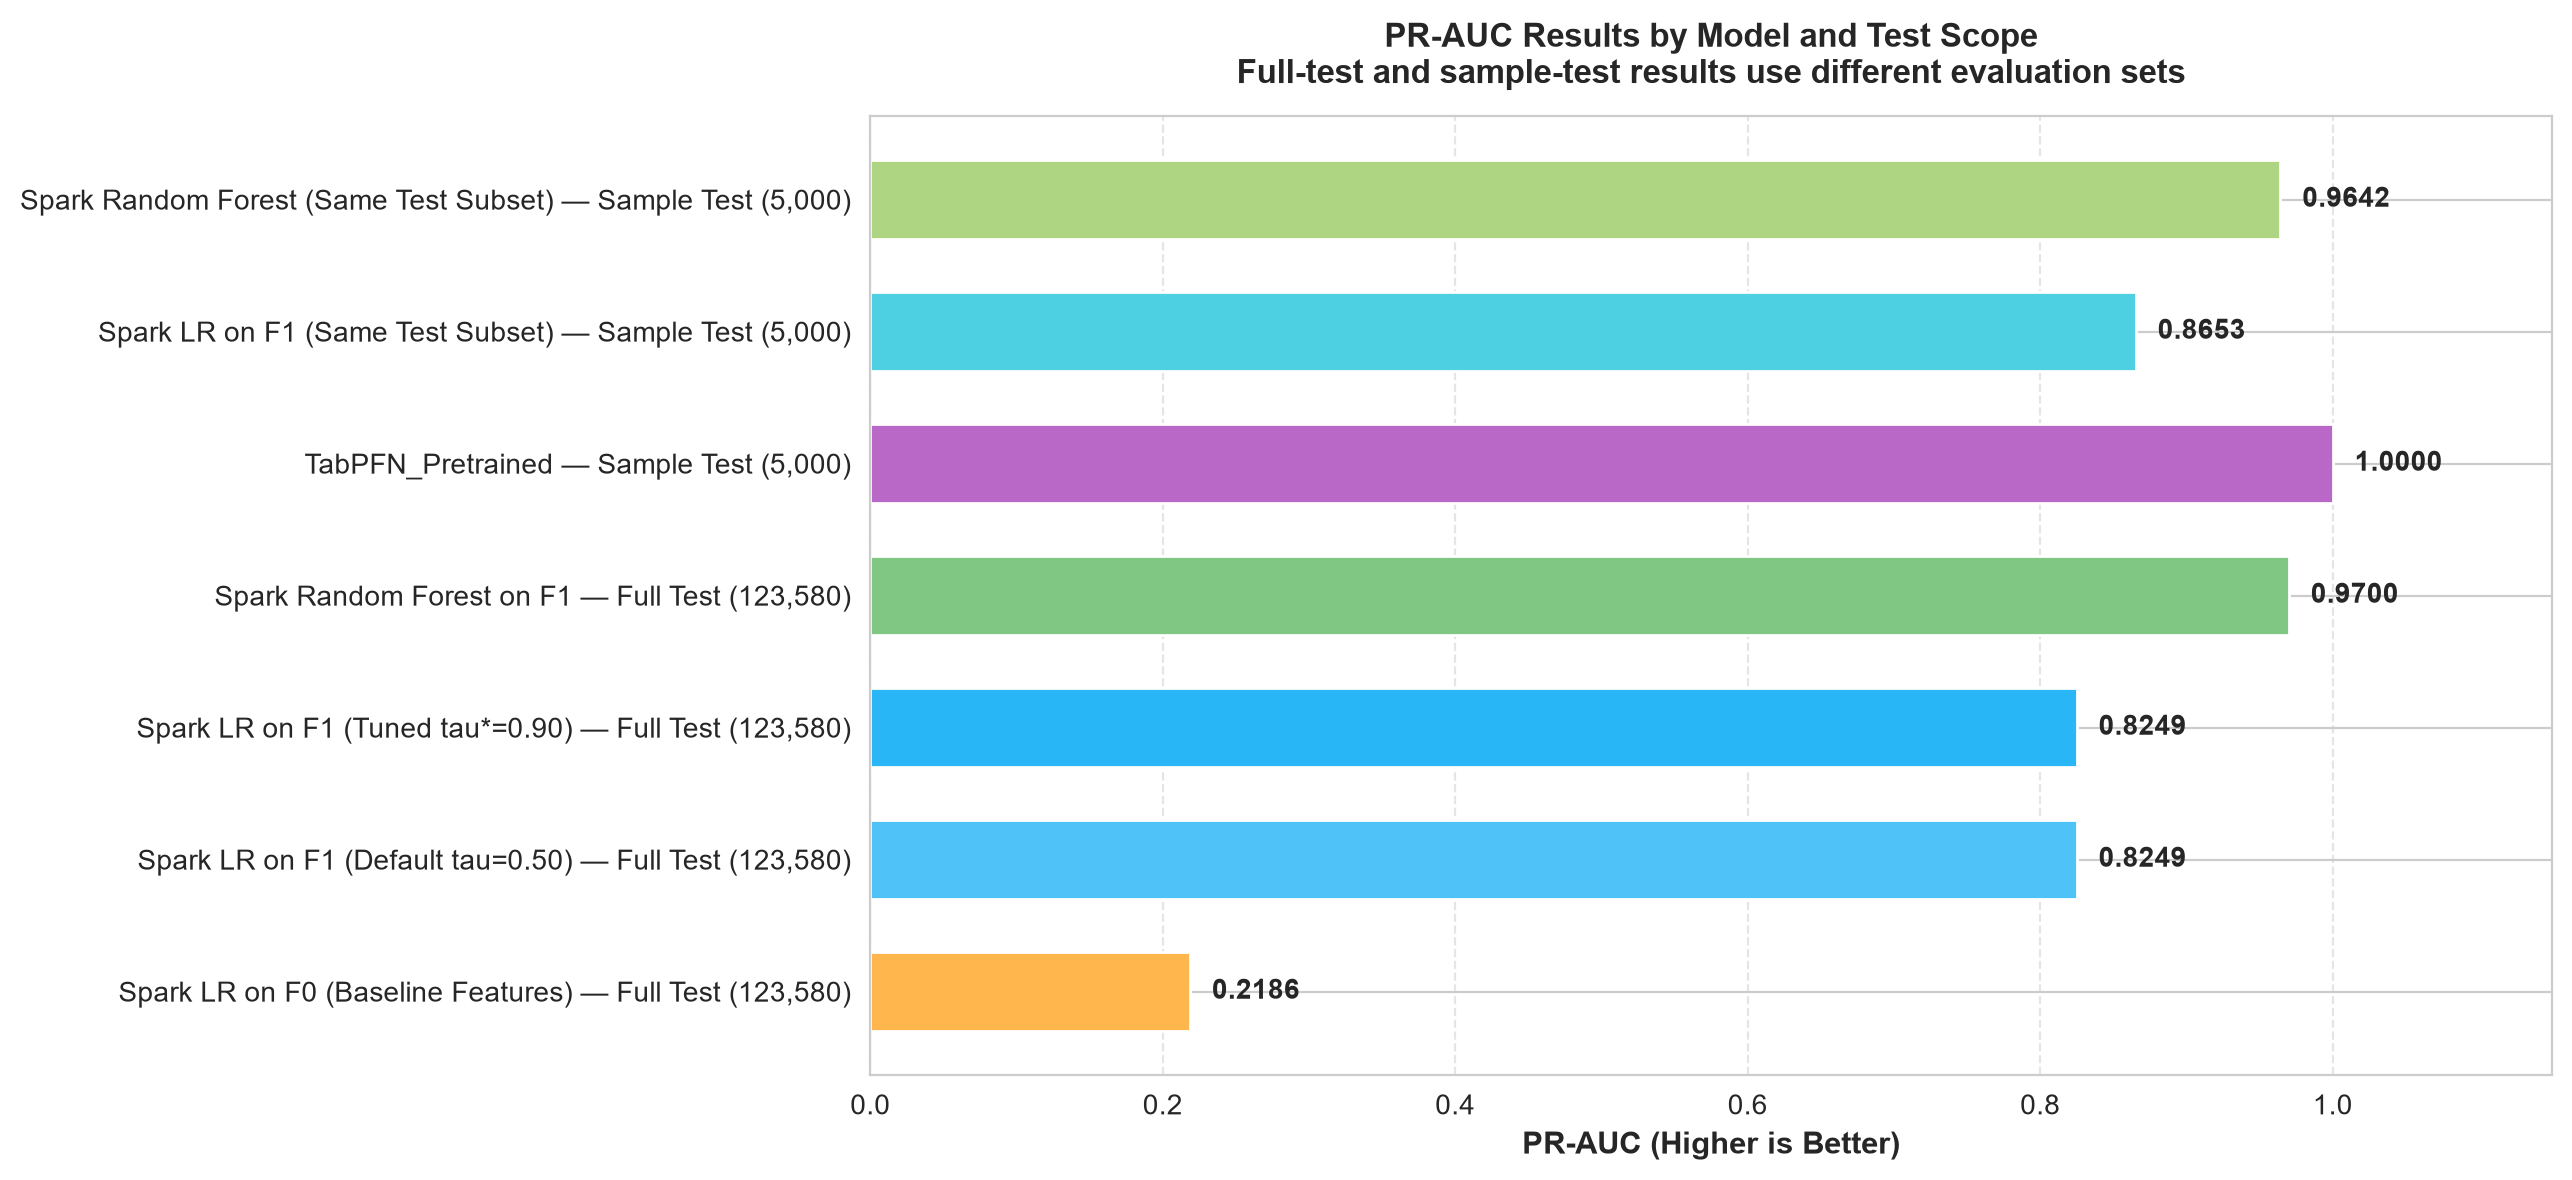 PR-AUC Results by Model and Test Scope
Full-test and sample-test results use different evaluation sets
Spark Random Forest (Same Test Subset) — Sample Test (5,000)
0.9642
Spark LR on F1 (Same Test Subset) — Sample Test (5,000)
0.8653
TabPFN_Pretrained — Sample Test (5,000)
1.0000
Spark Random Forest on F1 — Full Test (123,580)
0.9700
Spark LR on F1 (Tuned tau*=0.90) — Full Test (123,580)
0.8249
Spark LR on F1 (Default tau=0.50) — Full Test (123,580)
0.8249
Spark LR on F0 (Baseline Features) — Full Test (123,580)
0.2186
0.0 0.2 0.4 0.6 0.8 1.0
PR-AUC (Higher is Better)